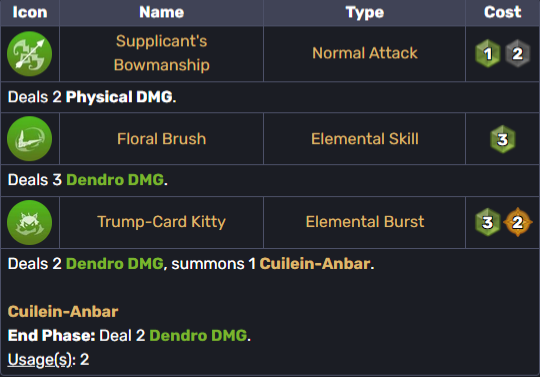 Icon Name Type Cost
Supplicant's
Bowmanship
Normal Attack
1 2
Deals 2 Physical DMG.
Floral Brush Elemental Skill 3
Deals 3 Dendro DMG.
Trump-Card Kitty Elemental Burst 3 2
Deals 2 Dendro DMG, summons 1 Cuilein-Anbar.
Cuilein-Anbar
End Phase: Deal 2 Dendro DMG.
Usage(s): 2